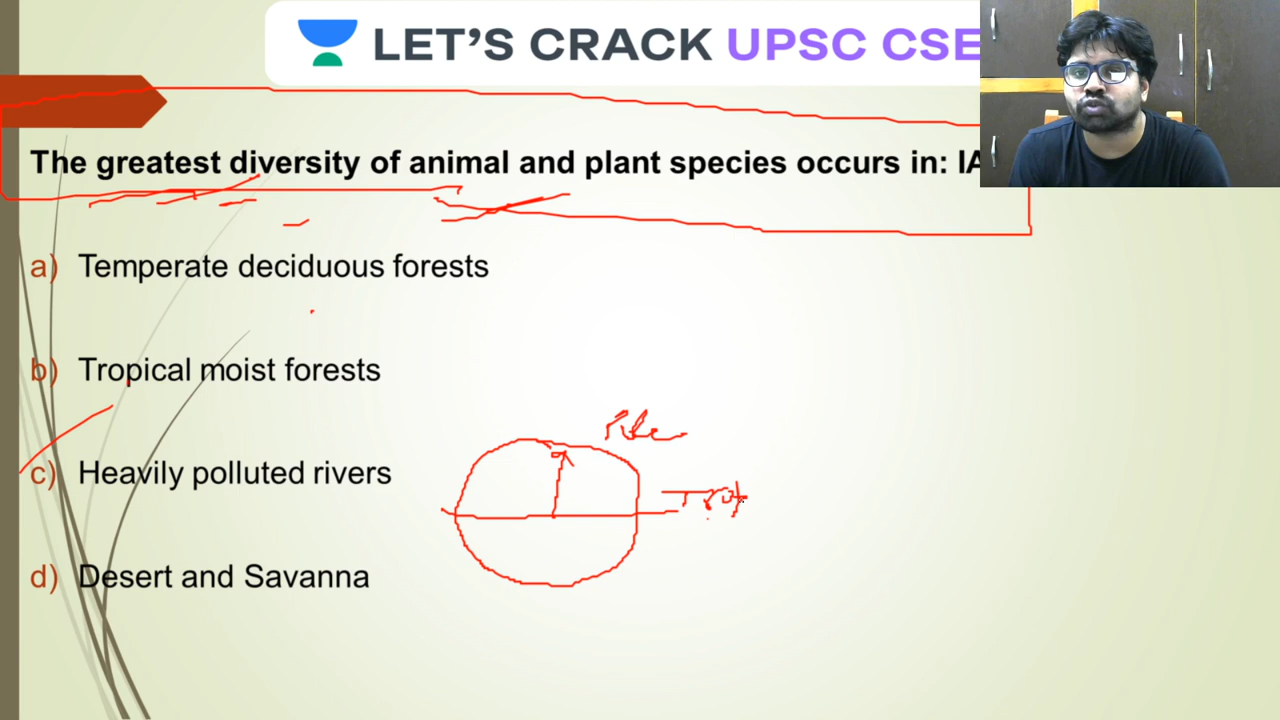 LET'S CRACK UPSC CSE
The greatest diversity of animal and plant species occurs in: IA
a) Temperate deciduous forests
b) Tropical moist forests
c) Heavily polluted rivers
d) Desert and Savanna